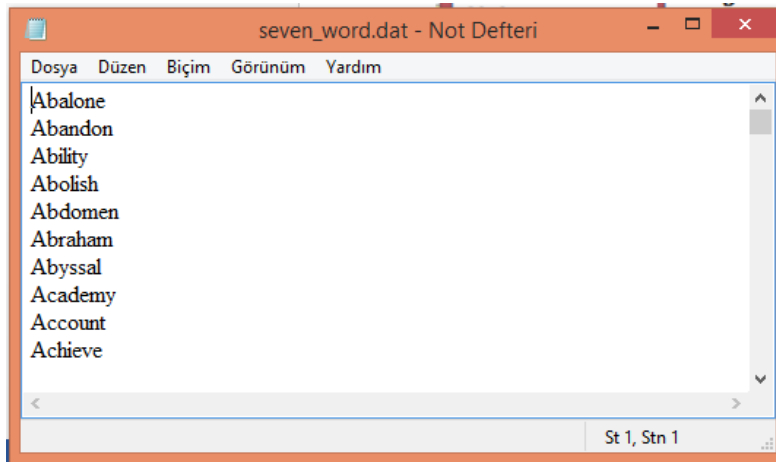 seven_word.dat - Not Defteri
Dosya Düzen Biçim Görünüm Yardım
Abalone
Abandon
Ability
Abolish
Abdomen
Abraham
Abyssal
Academy
Account
Achieve
St 1, Stn 1